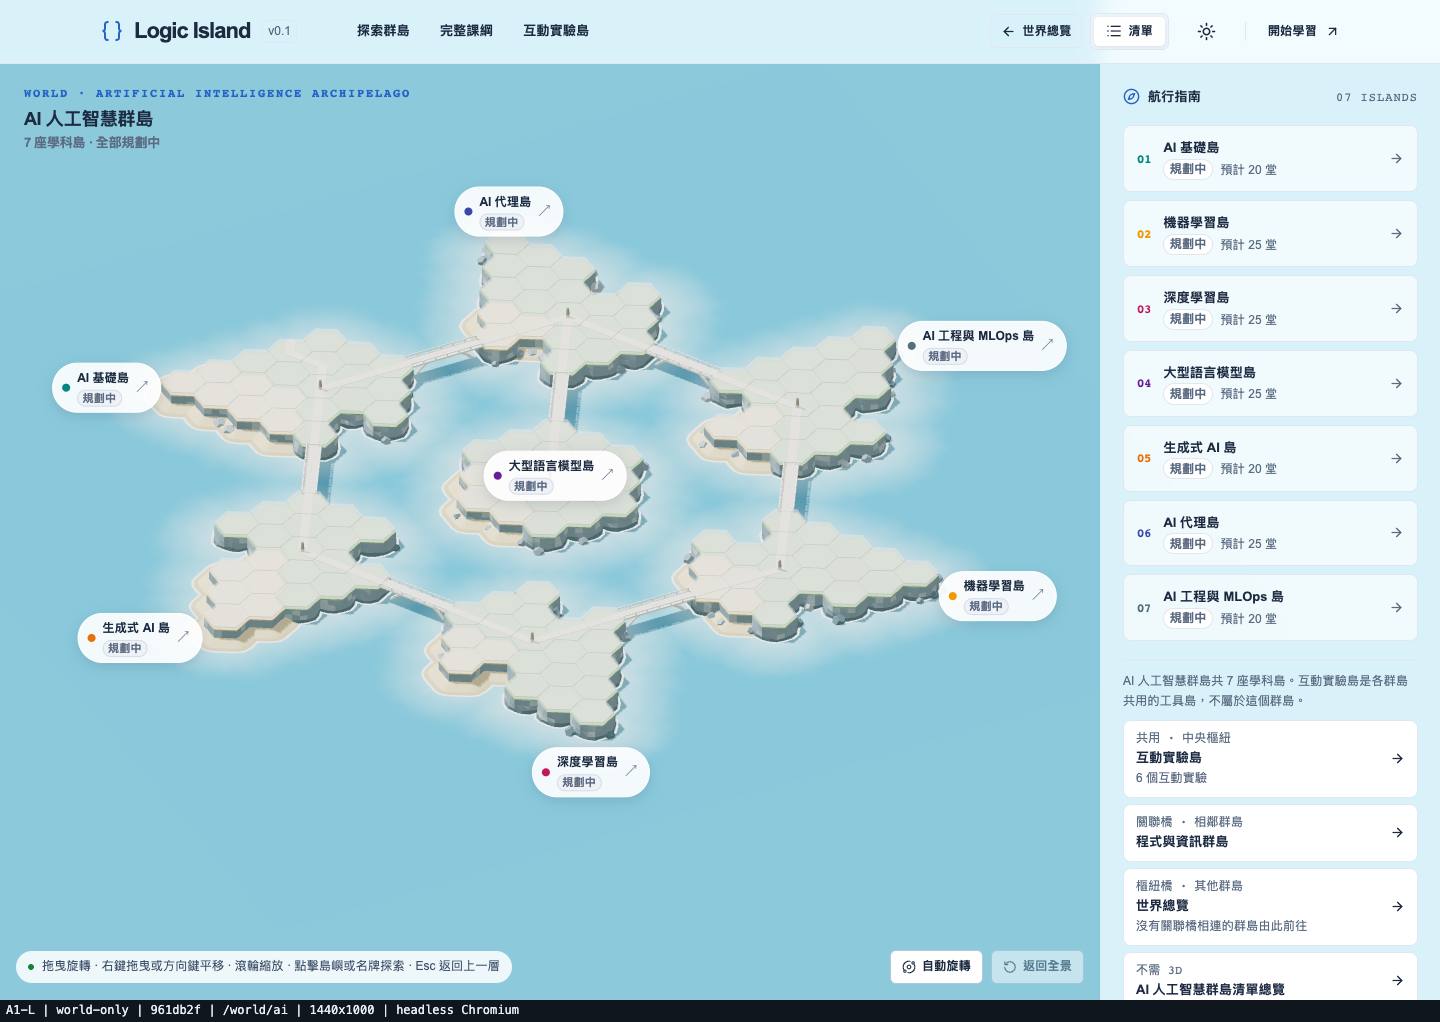 { } Logic Island v0.1 探索群島 完整課綱 互動實驗島 世界總覽 清單 開始學習
WORLD · ARTIFICIAL INTELLIGENCE ARCHIPELAGO
AI 人工智慧群島
7 座學科島 · 全部規劃中
AI 代理島
規劃中
AI 工程與 MLOps 島
規劃中
AI 基礎島
規劃中
大型語言模型島
規劃中
機器學習島
規劃中
生成式 AI 島
規劃中
深度學習島
規劃中
拖曳旋轉 · 右鍵拖曳或方向鍵平移 · 滾輪縮放 · 點擊島嶼或名牌探索 · Esc 返回上一層
自動旋轉
返回全景
航行指南 07 ISLANDS
01 AI 基礎島
規劃中 預計 20 堂
02 機器學習島
規劃中 預計 25 堂
03 深度學習島
規劃中 預計 25 堂
04 大型語言模型島
規劃中 預計 25 堂
05 生成式 AI 島
規劃中 預計 20 堂
06 AI 代理島
規劃中 預計 25 堂
07 AI 工程與 MLOps 島
規劃中 預計 20 堂
AI 人工智慧群島共 7 座學科島。互動實驗島是各群島
共用的工具島，不屬於這個群島。
共用 · 中央樞紐
互動實驗島
6 個互動實驗
關聯橋 · 相鄰群島
程式與資訊群島
樞紐橋 · 其他群島
世界總覽
沒有關聯橋相連的群島由此前往
不需 3D
AI 人工智慧群島清單總覽
A1-L | world-only | 961db2f | /world/ai | 1440x1000 | headless Chromium